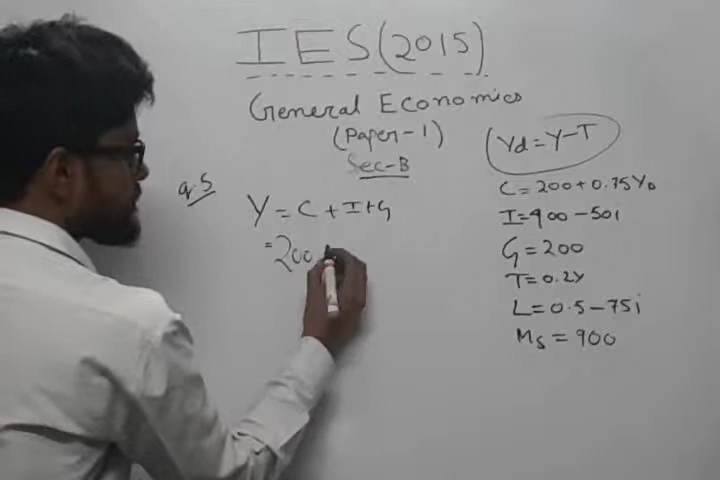 IES(2015)
General Economics
(Paper-1)
Sec-B
Q.5
Y = C + I+G
= 200
(Yd = Y-T
C = 200 + 0.75YD
I = 900 - 50i
G = 200
T = 0.2Y
L = 0.5 - 75i
Ms = 900